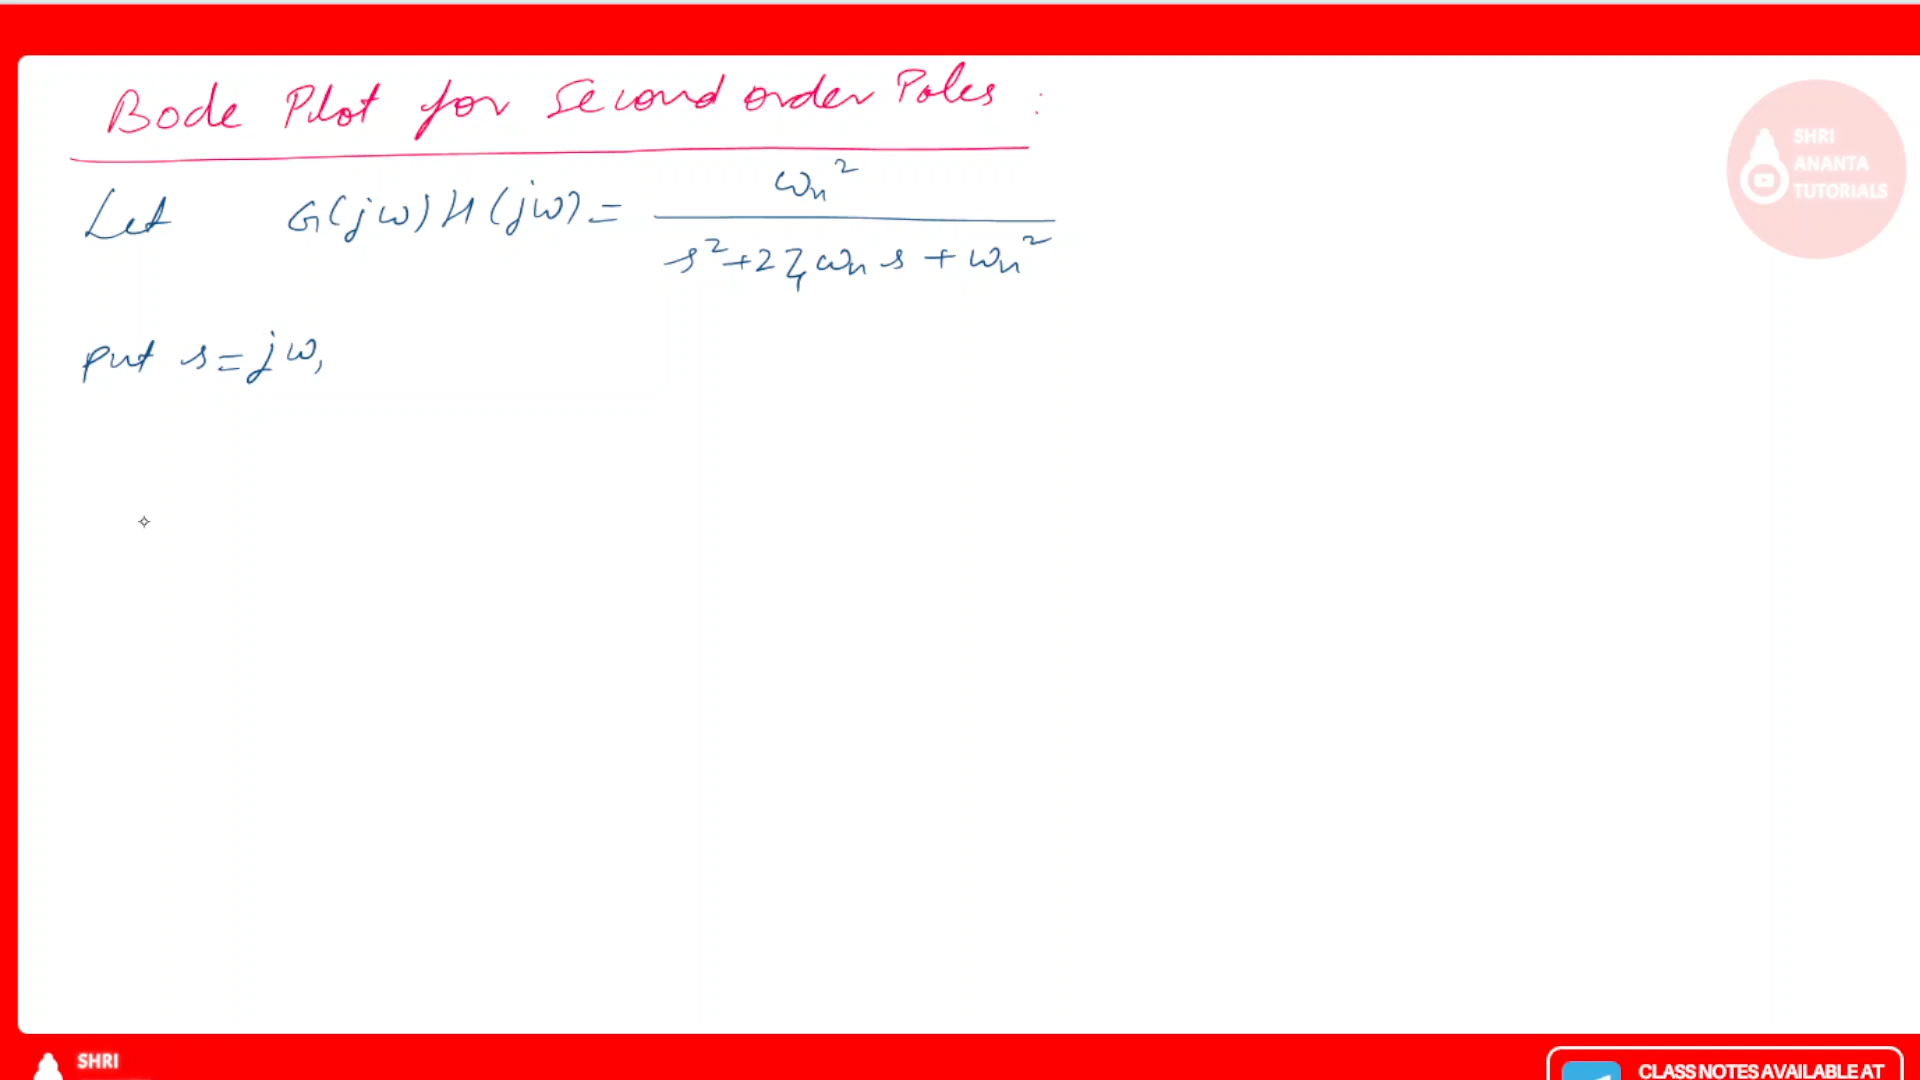 Bode Plot for Second order Poles :
Let G(jω) H(jω) = ωn² / s² + 2ζωn s + ωn²
put s = jω,
SHRI
ANANTA
TUTORIALS
SHRI
CLASS NOTES AVAILABLE AT